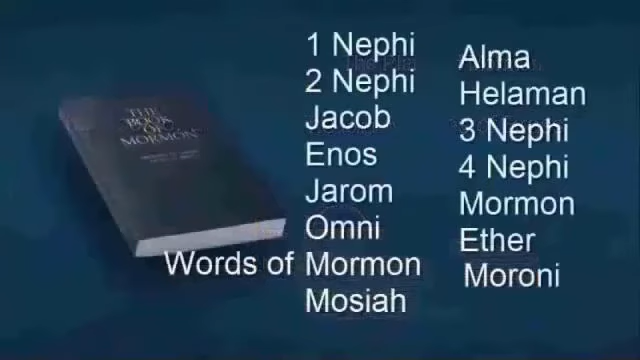 THE
BOOK
OF
MORMON
1 Nephi
2 Nephi
Jacob
Enos
Jarom
Omni
Words of Mormon
Mosiah
Alma
Helaman
3 Nephi
4 Nephi
Mormon
Ether
Moroni